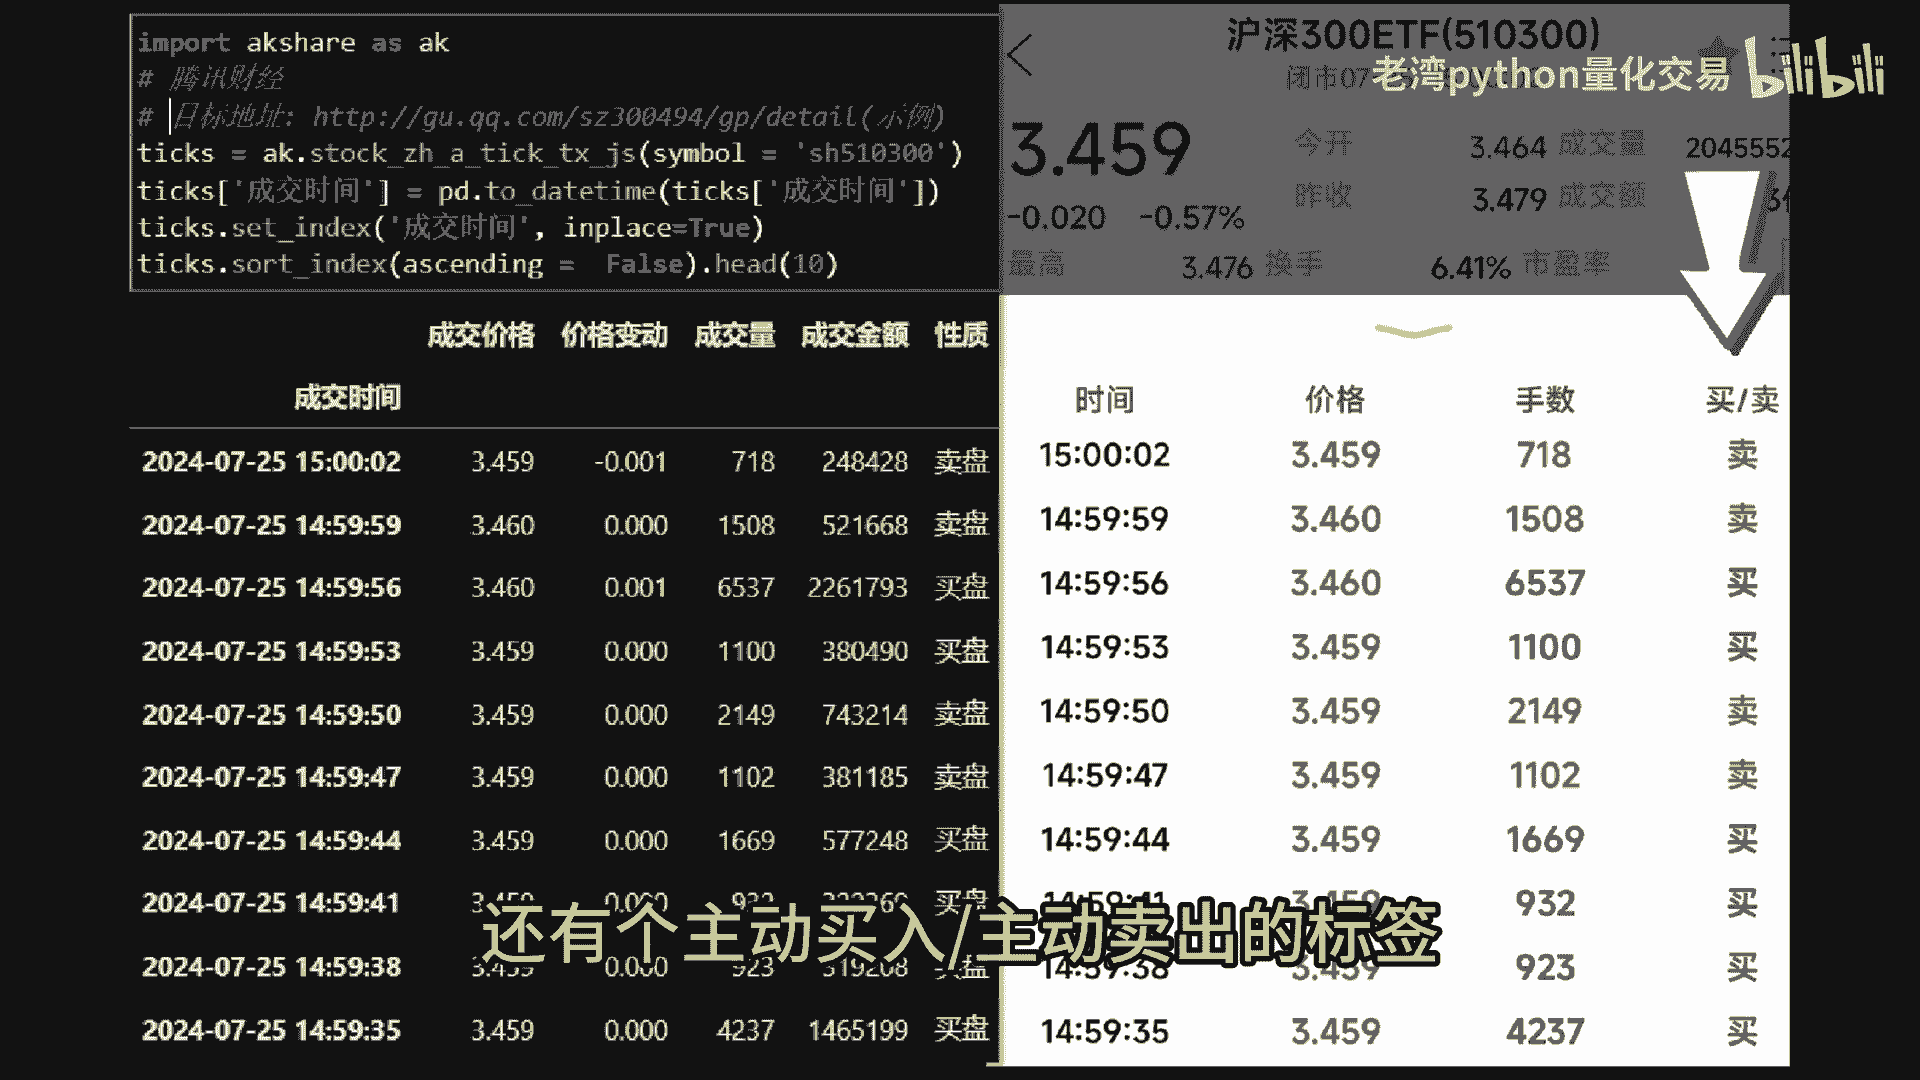 import akshare as ak
# 腾讯财经
# 目标地址: http://gu.qq.com/sz300494/gp/detail(示例)
ticks = ak.stock_zh_a_tick_tx_js(symbol = 'sh510300')
ticks['成交时间'] = pd.to_datetime(ticks['成交时间'])
ticks.set_index('成交时间', inplace=True)
ticks.sort_index(ascending =  False).head(10)
成交价格 价格变动 成交量 成交金额 性质
成交时间
2024-07-25 15:00:02 3.459 -0.001 718 248428 卖盘
2024-07-25 14:59:59 3.460 0.000 1508 521668 卖盘
2024-07-25 14:59:56 3.460 0.001 6537 2261793 买盘
2024-07-25 14:59:53 3.459 0.000 1100 380490 买盘
2024-07-25 14:59:50 3.459 0.000 2149 743214 卖盘
2024-07-25 14:59:47 3.459 0.000 1102 381185 卖盘
2024-07-25 14:59:44 3.459 0.000 1669 577248 买盘
2024-07-25 14:59:41 买盘
2024-07-25 14:59:38
2024-07-25 14:59:35 3.459 0.000 4237 1465199 买盘
沪深300ETF(510300)
闭市07
老湾python量化交易 bilibili
3.459 今开 3.464 成交量 2045552
-0.020 -0.57% 昨收 3.479 成交额
最高 3.476 换手 6.41% 市盈率
时间 价格 手数 买/卖
15:00:02 3.459 718 卖
14:59:59 3.460 1508 卖
14:59:56 3.460 6537 买
14:59:53 3.459 1100 买
14:59:50 3.459 2149 卖
14:59:47 3.459 1102 卖
14:59:44 3.459 1669 买
14:59:41 3.459 932 买
14:59:38 3.459 923 买
14:59:35 3.459 4237 买
还有个主动买入/主动卖出的标签